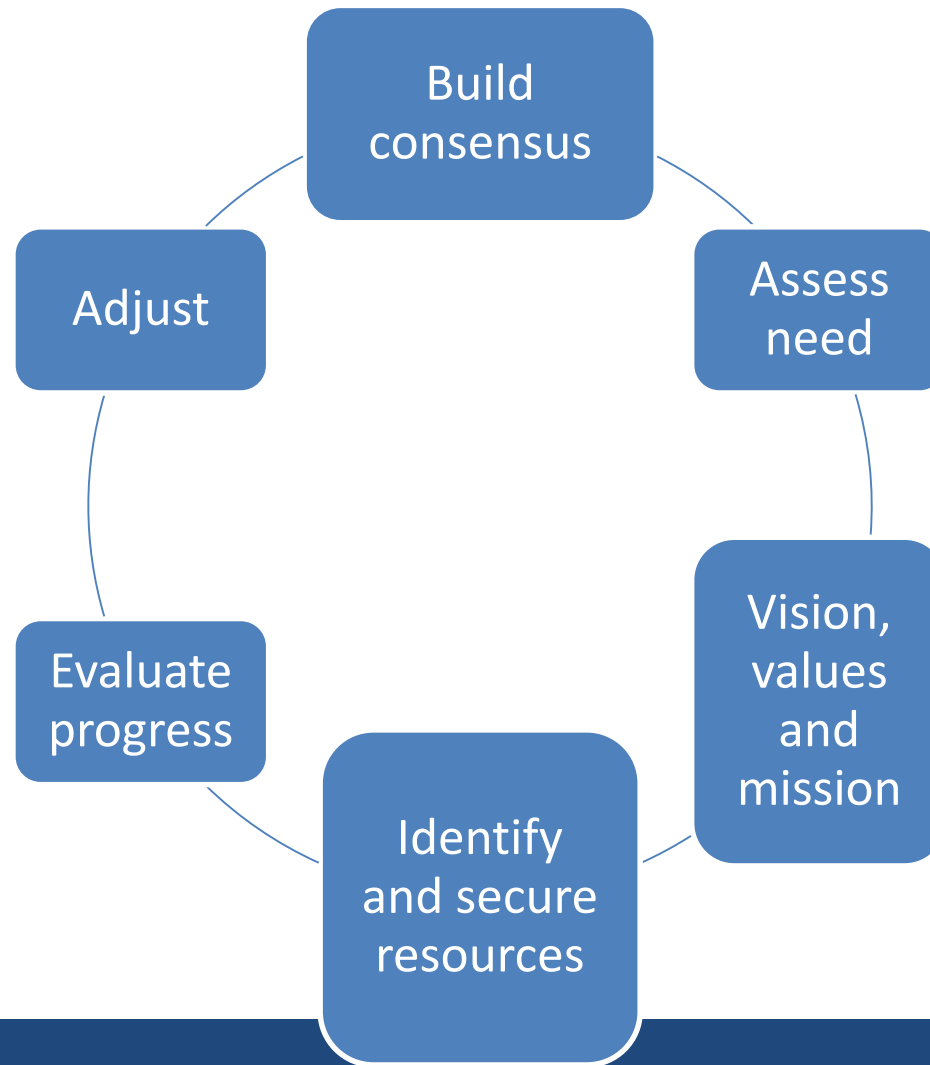 Build
consensus
Assess
need
Vision,
values
and
mission
Identify
and secure
resources
Evaluate
progress
Adjust